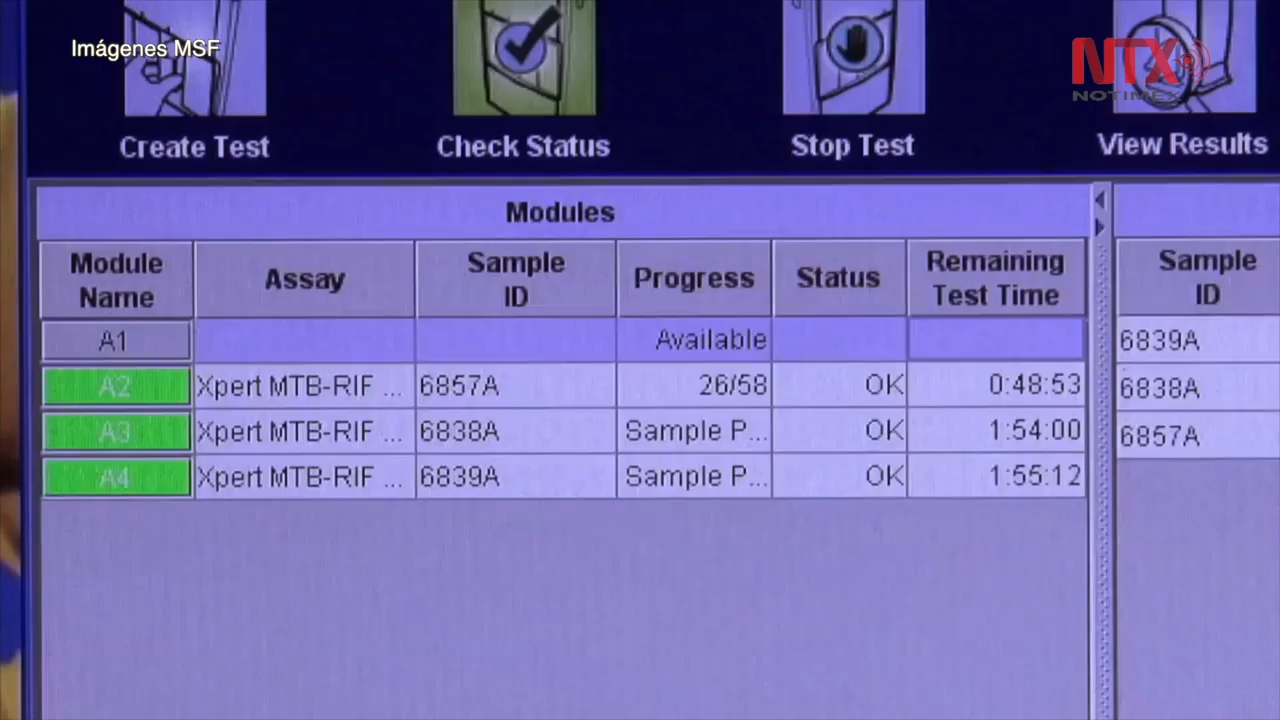 Imágenes MSF
NTX
NOTIMEX
Create Test
Check Status
Stop Test
View Results
Modules
Module Name
Assay
Sample ID
Progress
Status
Remaining Test Time
Sample ID
A1
Available
6839A
A2
Xpert MTB-RIF ...
6857A
26/58
OK
0:48:53
6838A
A3
Xpert MTB-RIF ...
6838A
Sample P...
OK
1:54:00
6857A
A4
Xpert MTB-RIF ...
6839A
Sample P...
OK
1:55:12